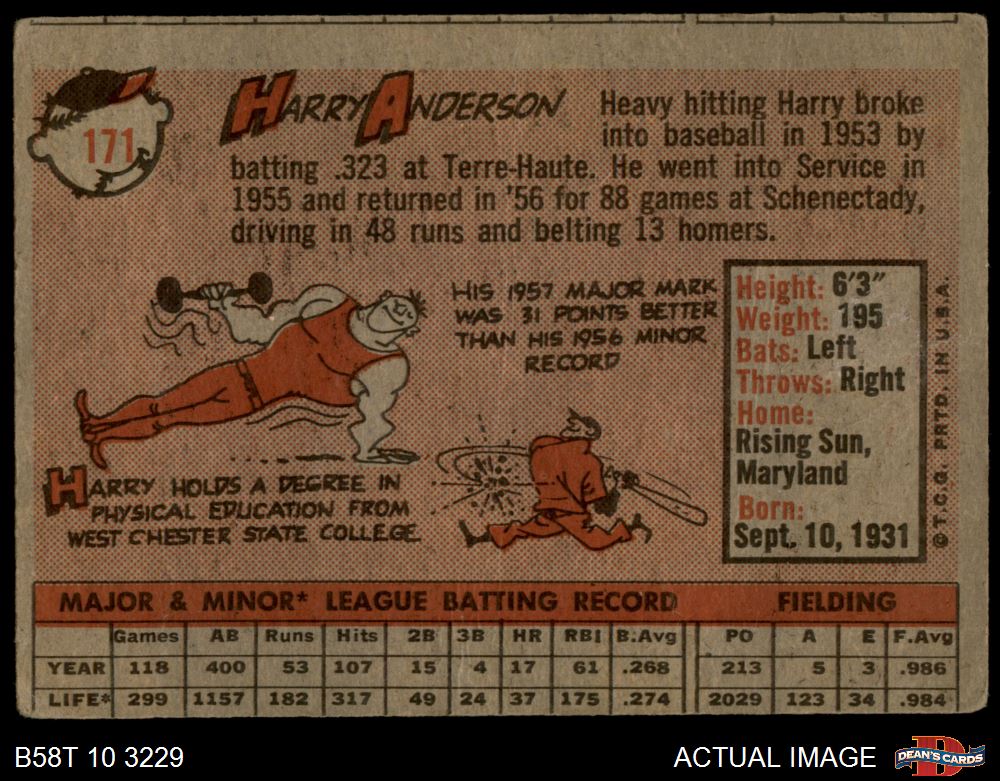 171
HARRY ANDERSON
Heavy hitting Harry broke
into baseball in 1953 by
batting .323 at Terre-Haute. He went into Service in
1955 and returned in '56 for 88 games at Schenectady,
driving in 48 runs and belting 13 homers.
HIS 1957 MAJOR MARK
WAS 31 POINTS BETTER
THAN HIS 1956 MINOR
RECORD
HARRY HOLDS A DEGREE IN
PHYSICAL EDUCATION FROM
WEST CHESTER STATE COLLEGE.
Height: 6'3"
Weight: 195
Bats: Left
Throws: Right
Home:
Rising Sun,
Maryland
Born:
Sept. 10, 1931
© T.C.G. PRTD. IN U.S.A.
MAJOR & MINOR* LEAGUE BATTING RECORD FIELDING
Games AB Runs Hits 2B 3B HR RBI B.Avg PO A E F.Avg
YEAR 118 400 53 107 15 4 17 61 .268 213 5 3 .986
LIFE* 299 1157 182 317 49 24 37 175 .274 2029 123 34 .984
B58T 10 3229
ACTUAL IMAGE
DEAN'S CARDS